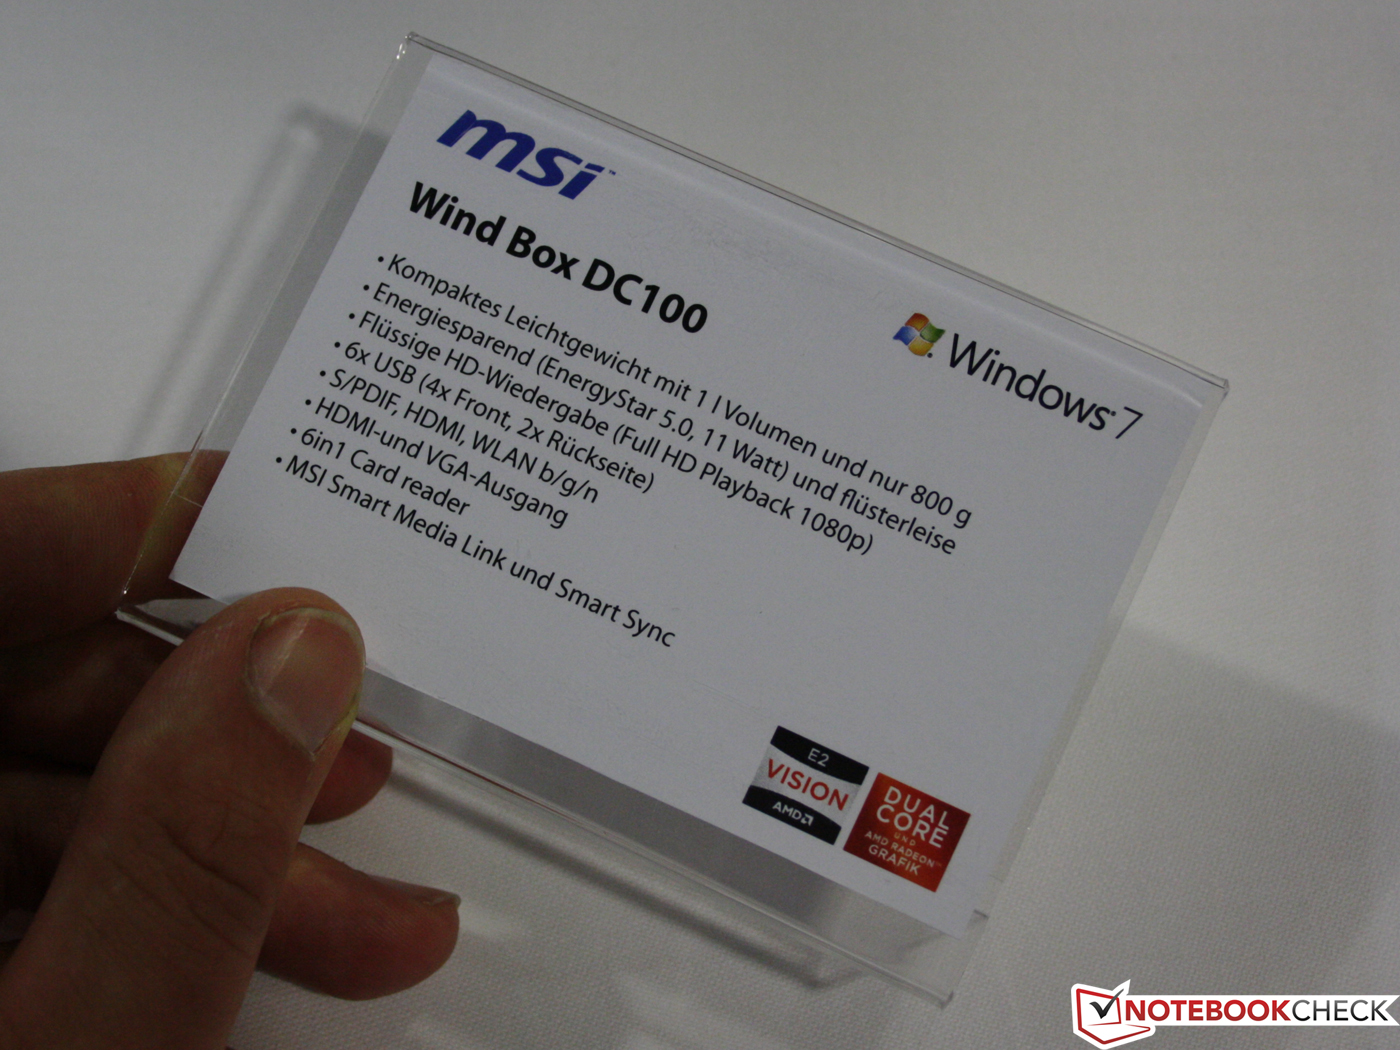 msi™
Wind Box DC100
Windows® 7
• Kompaktes Leichtgewicht mit 1 l Volumen und nur 800 g
• Energiesparend (EnergyStar 5.0, 11 Watt) und flüsterleise
• Flüssige HD-Wiedergabe (Full HD Playback 1080p)
• 6x USB (4x Front, 2x Rückseite)
• S/PDIF, HDMI, WLAN b/g/n
• HDMI-und VGA-Ausgang
• 6in1 Card reader
• MSI Smart Media Link und Smart Sync
E2
VISION
AMD
DUAL
CORE
UND
AMD RADEON™
GRAFIK
NOTEBOOKCHECK